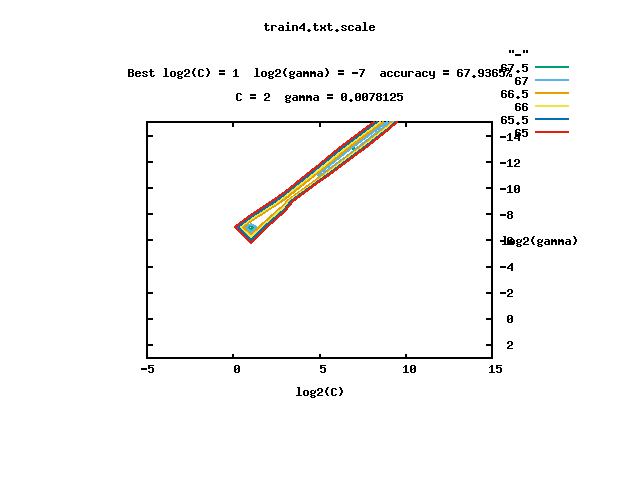 train4.txt.scale
"-"
Best log2(C) = 1 log2(gamma) = -7 accuracy = 67.9365%
67.5
67
C = 2 gamma = 0.0078125
66.5
66
65.5
65
-14
-12
-10
-8
-6
log2(gamma)
-4
-2
0
2
-5 0 5 10 15
log2(C)